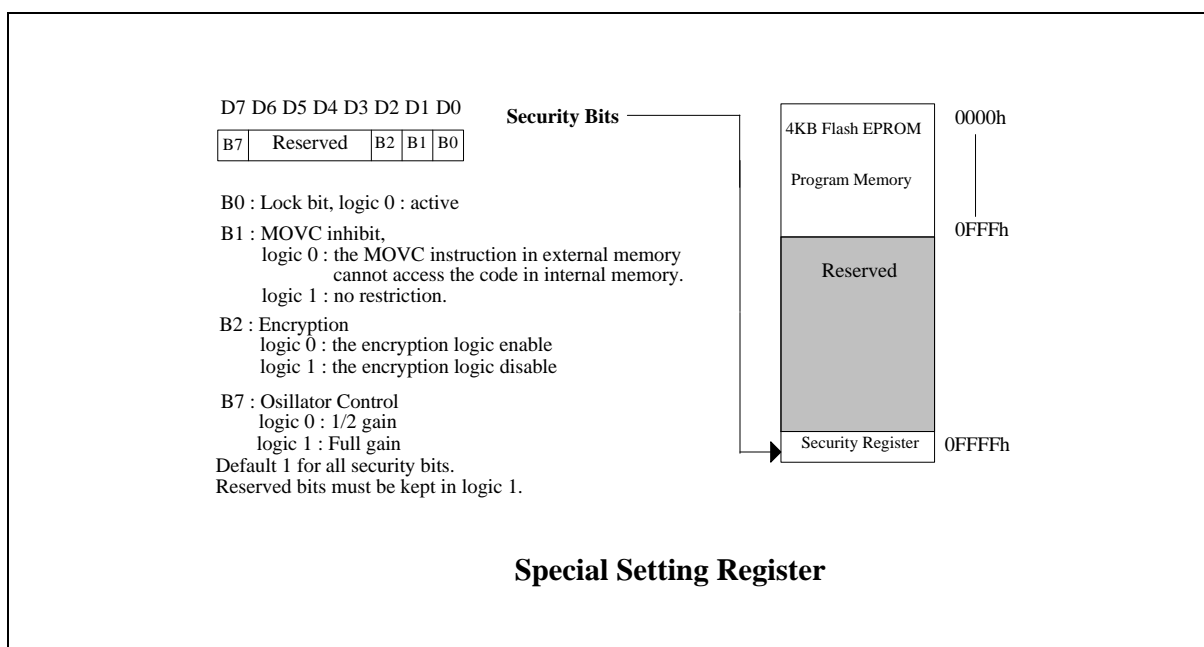 D7 D6 D5 D4 D3 D2 D1 D0
B7 Reserved B2 B1 B0
B0 : Lock bit, logic 0 : active
B1 : MOVC inhibit,
logic 0 : the MOVC instruction in external memory
cannot access the code in internal memory.
logic 1 : no restriction.
B2 : Encryption
logic 0 : the encryption logic enable
logic 1 : the encryption logic disable
B7 : Osillator Control
logic 0 : 1/2 gain
logic 1 : Full gain
Default 1 for all security bits.
Reserved bits must be kept in logic 1.
Security Bits
4KB Flash EPROM
0000h
Program Memory
0FFFh
Reserved
Security Register
0FFFFh
Special Setting Register